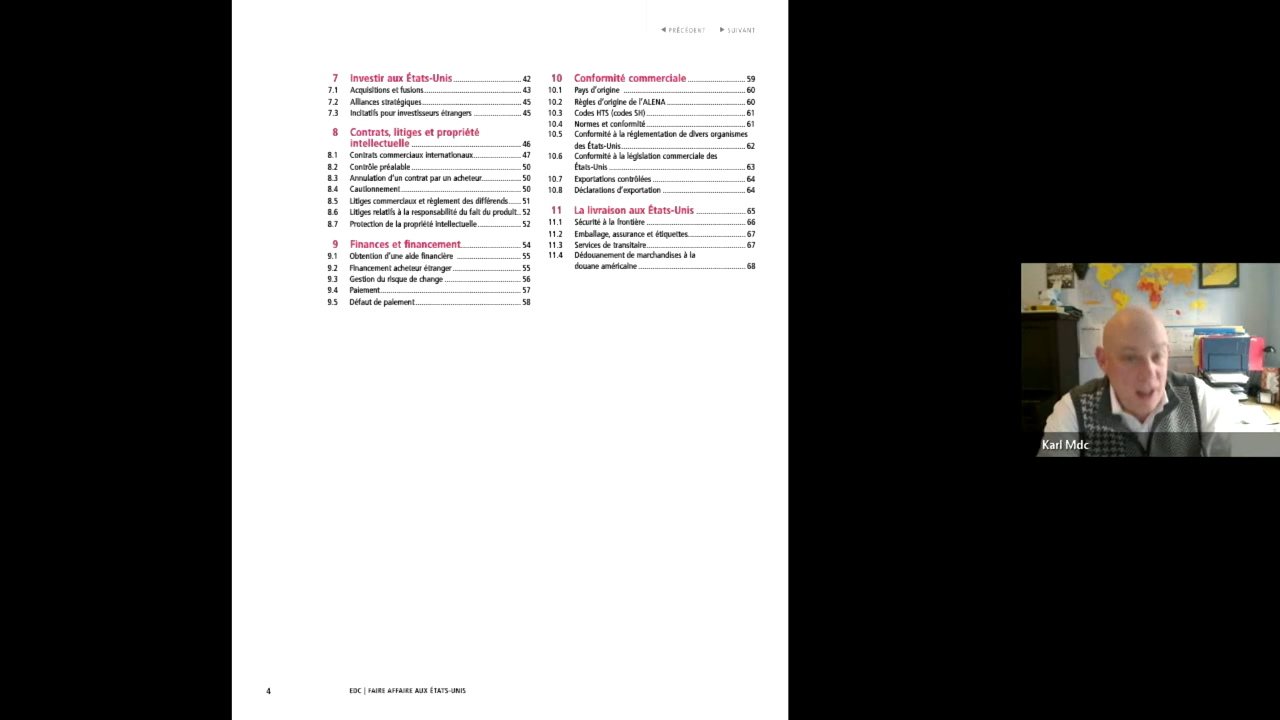 ◄ PRÉCÉDENT ► SUIVANT
7 Investir aux États-Unis 42
7.1 Acquisitions et fusions 43
7.2 Alliances stratégiques 45
7.3 Incitatifs pour investisseurs étrangers 45
8 Contrats, litiges et propriété
intellectuelle 46
8.1 Contrats commerciaux internationaux 47
8.2 Contrôle préalable 50
8.3 Annulation d'un contrat par un acheteur 50
8.4 Cautionnement 50
8.5 Litiges commerciaux et règlement des différends 51
8.6 Litiges relatifs à la responsabilité du fait du produit 52
8.7 Protection de la propriété intellectuelle 52
9 Finances et financement 54
9.1 Obtention d'une aide financière 55
9.2 Financement acheteur étranger 55
9.3 Gestion du risque de change 56
9.4 Paiement 57
9.5 Défaut de paiement 58
10 Conformité commerciale 59
10.1 Pays d'origine 60
10.2 Règles d'origine de l'ALENA 60
10.3 Codes HTS (codes SH) 61
10.4 Normes et conformité 61
10.5 Conformité à la réglementation de divers organismes
des États-Unis 62
10.6 Conformité à la législation commerciale des
États-Unis 63
10.7 Exportations contrôlées 64
10.8 Déclarations d'exportation 64
11 La livraison aux États-Unis 65
11.1 Sécurité à la frontière 66
11.2 Emballage, assurance et étiquettes 67
11.3 Services de transitaire 67
11.4 Dédouanement de marchandises à la
douane américaine 68
4 EDC | FAIRE AFFAIRE AUX ÉTATS-UNIS
Karl Mdc